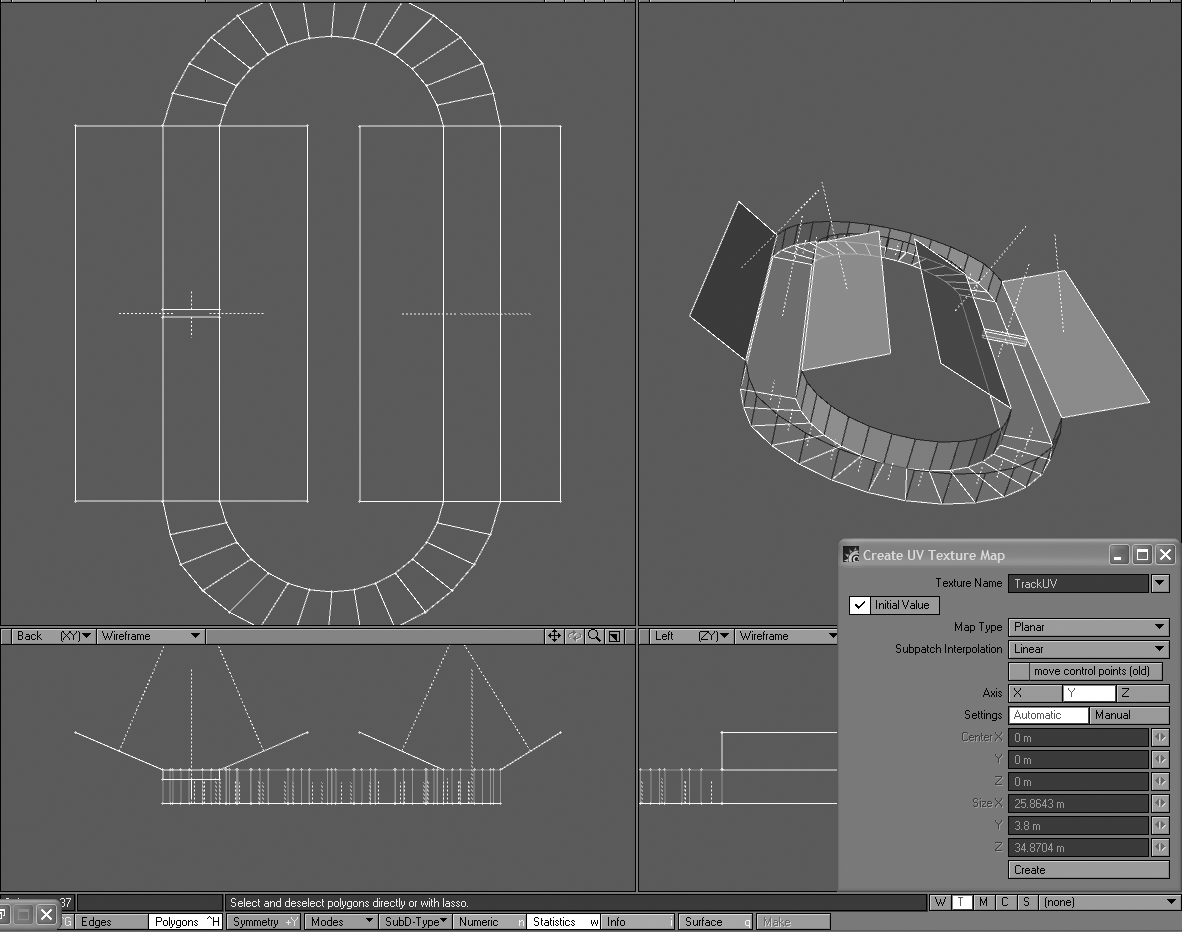 Back (XY) Wireframe
Left (ZY) Wireframe
Create UV Texture Map
Texture Name TrackUV
Initial Value
Map Type Planar
Subpatch Interpolation Linear
move control points (old)
Axis X Y Z
Settings Automatic Manual
Center X 0 m
Y 0 m
Z 0 m
Size X 25.8643 m
Y 3.8 m
Z 34.8704 m
Create
37 Select and deselect polygons directly or with lasso. W T M C S (none)
^G Edges Polygons ^H Symmetry +Y Modes SubD-Type Numeric n Statistics w Info i Surface q Make